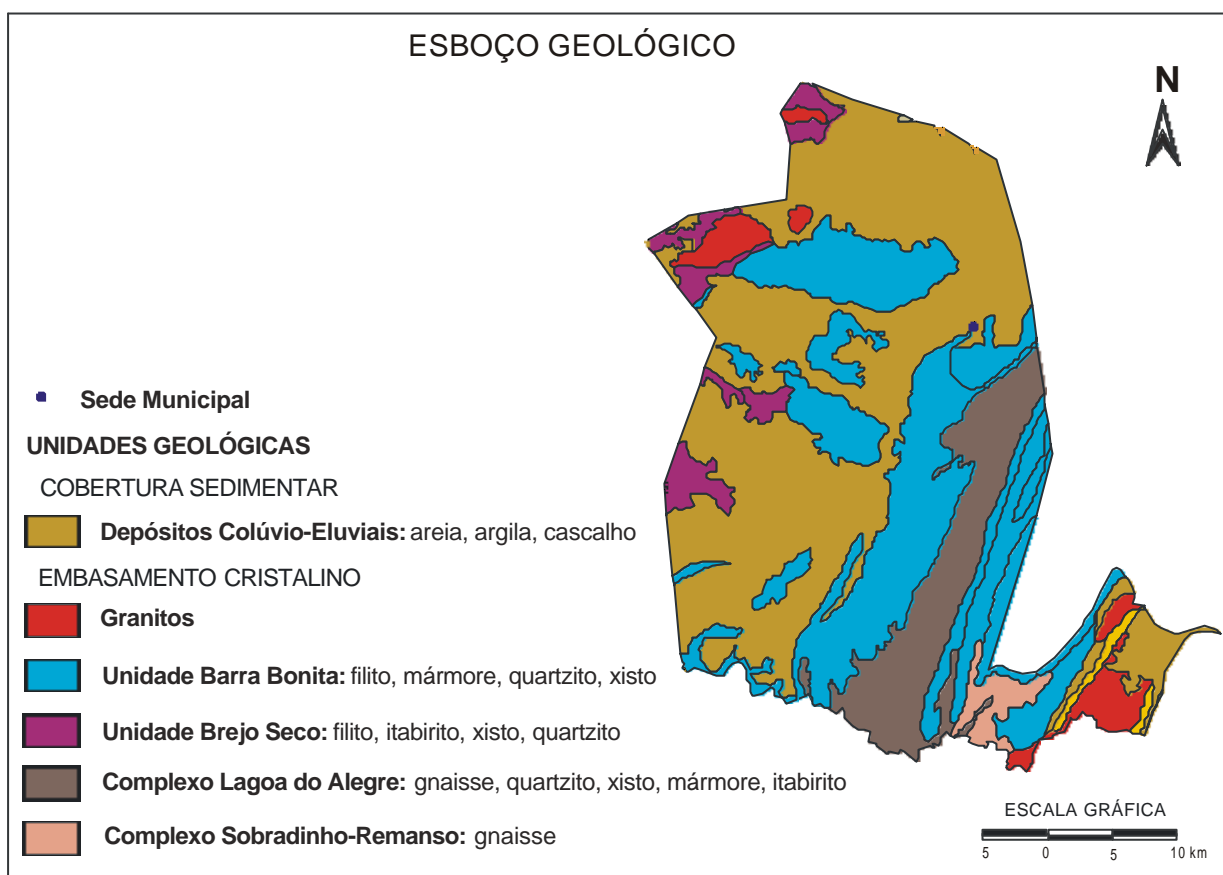 ESBOÇO GEOLÓGICO
N
Sede Municipal
UNIDADES GEOLÓGICAS
COBERTURA SEDIMENTAR
Depósitos Colúvio-Eluviais: areia, argila, cascalho
EMBASAMENTO CRISTALINO
Granitos
Unidade Barra Bonita: filito, mármore, quartzito, xisto
Unidade Brejo Seco: filito, itabirito, xisto, quartzito
Complexo Lagoa do Alegre: gnaisse, quartzito, xisto, mármore, itabirito
Complexo Sobradinho-Remanso: gnaisse
ESCALA GRÁFICA
5 0 5 10 km